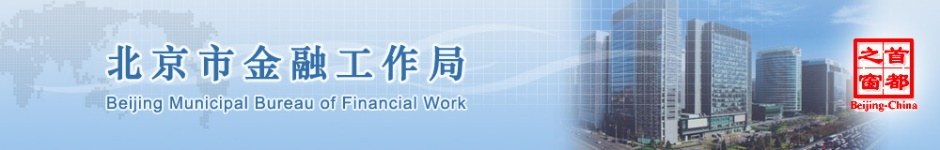 北京市金融工作局
Beijing Municipal Bureau of Financial Work
首都
之窗
Beijing-China